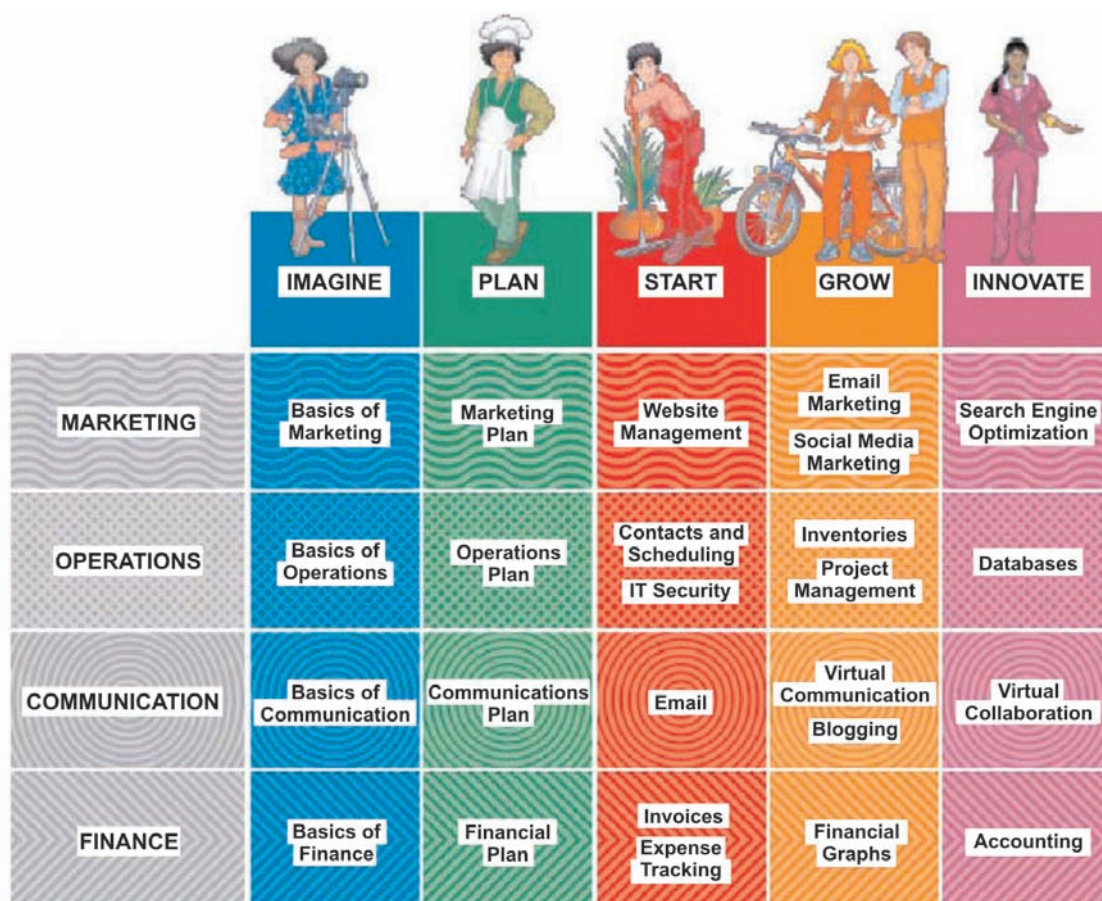 IMAGINE
PLAN
START
GROW
INNOVATE
MARKETING
Basics of
Marketing
Marketing
Plan
Website
Management
Email
Marketing
Social Media
Marketing
Search Engine
Optimization
OPERATIONS
Basics of
Operations
Operations
Plan
Contacts and
Scheduling
IT Security
Inventories
Project
Management
Databases
COMMUNICATION
Basics of
Communication
Communications
Plan
Email
Virtual
Communication
Blogging
Virtual
Collaboration
FINANCE
Basics of
Finance
Financial
Plan
Invoices
Expense
Tracking
Financial
Graphs
Accounting